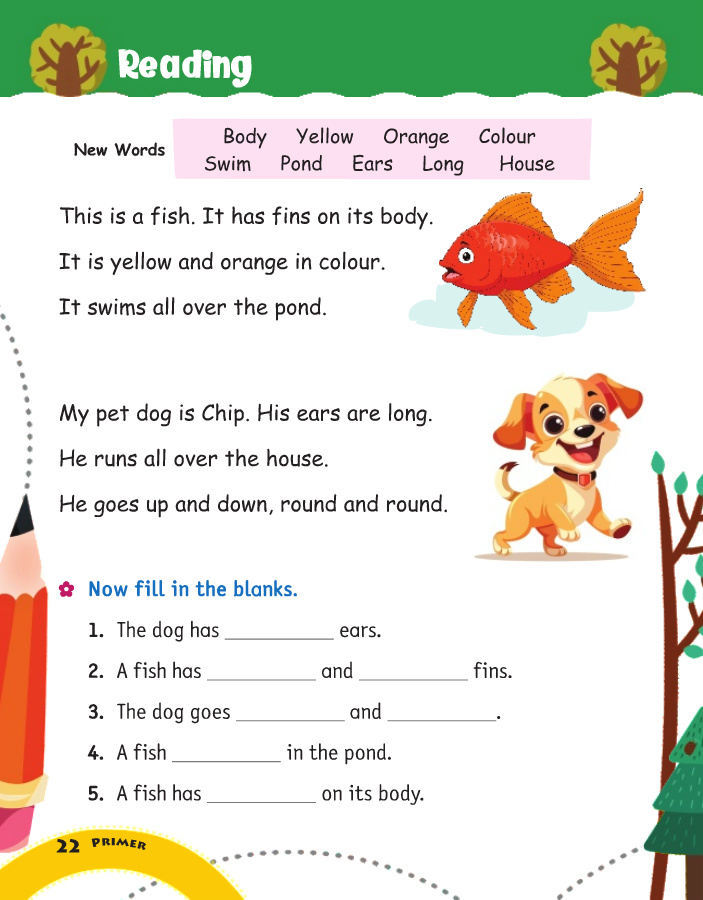 Reading
New Words
Body Yellow Orange Colour
Swim Pond Ears Long House
This is a fish. It has fins on its body.
It is yellow and orange in colour.
It swims all over the pond.
My pet dog is Chip. His ears are long.
He runs all over the house.
He goes up and down, round and round.
Now fill in the blanks.
1. The dog has __________ ears.
2. A fish has __________ and __________ fins.
3. The dog goes __________ and __________.
4. A fish __________ in the pond.
5. A fish has __________ on its body.
22 PRIMER